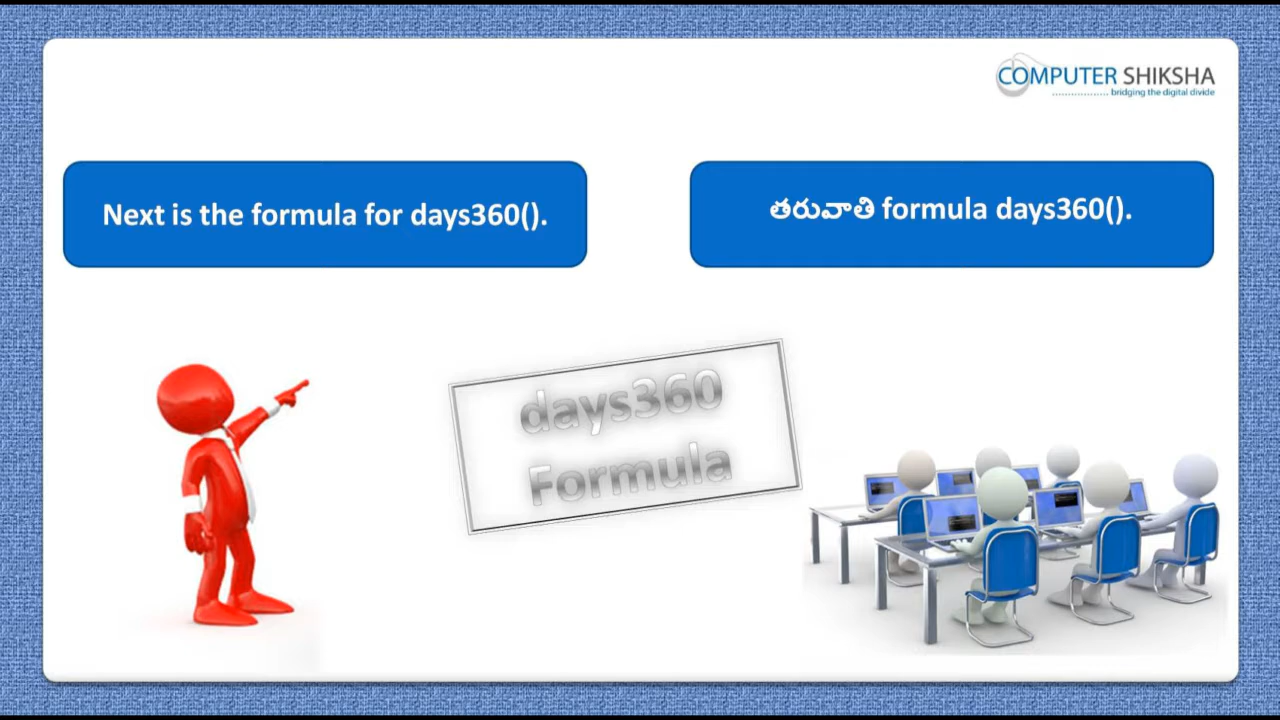 COMPUTER SHIKSHA
.................. bridging the digital divide
Next is the formula for days360().
తరువాతి formula days360().
days360
Formula